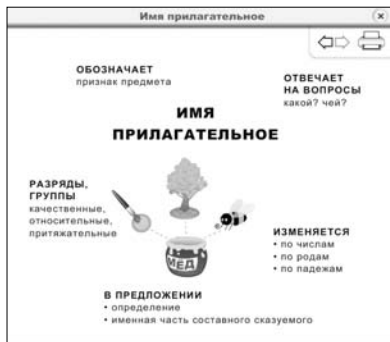 Имя прилагательное
ОБОЗНАЧАЕТ
признак предмета
ОТВЕЧАЕТ
НА ВОПРОСЫ
какой? чей?
ИМЯ
ПРИЛАГАТЕЛЬНОЕ
РАЗРЯДЫ,
ГРУППЫ
качественные,
относительные,
притяжательные
МЁД
ИЗМЕНЯЕТСЯ
• по числам
• по родам
• по падежам
В ПРЕДЛОЖЕНИИ
• определение
• именная часть составного сказуемого